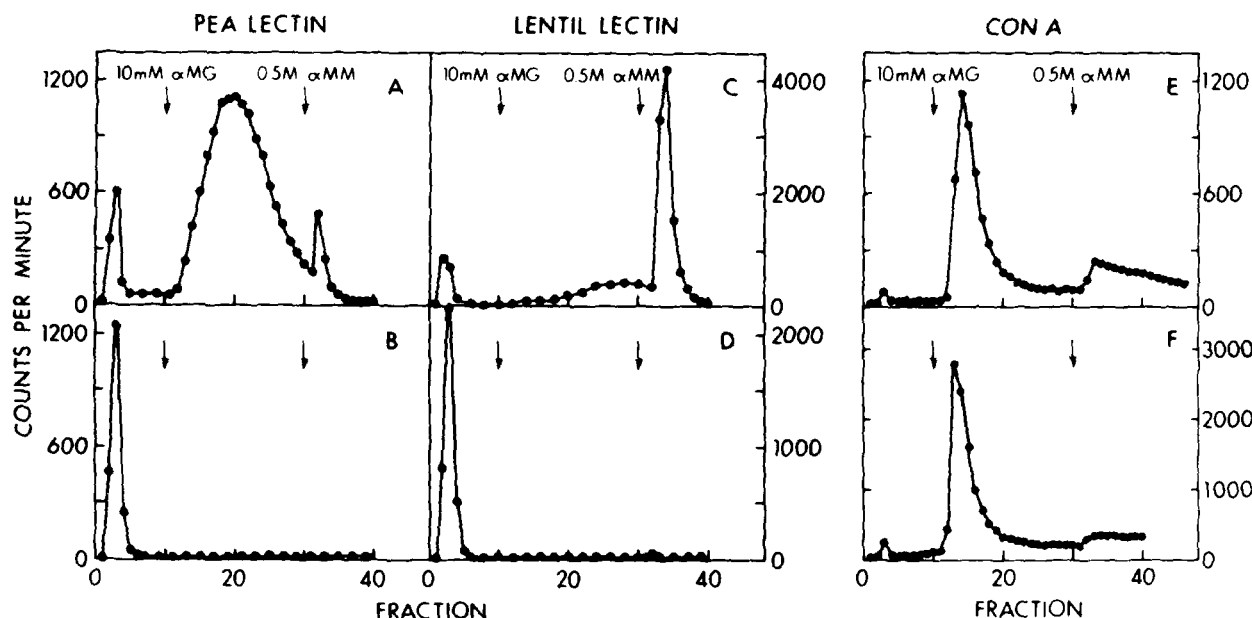 PEA LECTIN LENTIL LECTIN CON A
10mM αMG 0.5M αMM A 10mM αMG 0.5M αMM C 10mM αMG 0.5M αMM E
1200 4000 1200
600 2000 600
0 0 0
B D F
1200 2000 3000
600 1000 2000
1000
0 0 0
0 20 40 0 20 40 0 20 40
COUNTS PER MINUTE
FRACTION FRACTION